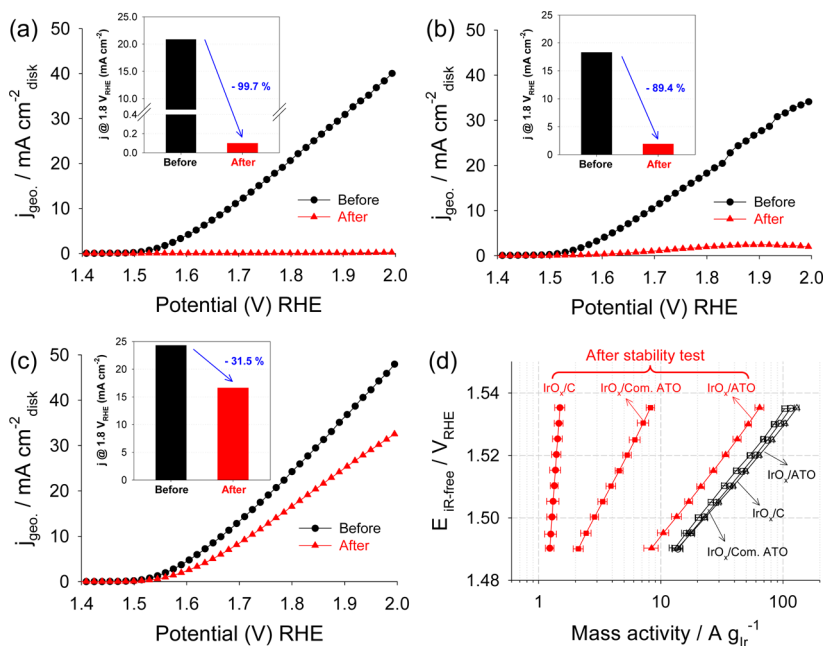 (a)
j_geo. / mA cm⁻²_disk
50
40
30
20
10
0
1.4 1.5 1.6 1.7 1.8 1.9 2.0
Potential (V) RHE
j @ 1.8 V_RHE (mA cm⁻²)
25.0
20.0
15.0
10.0
0.4
0.2
0.0
Before After
- 99.7 %
Before
After
(b)
j_geo. / mA cm⁻²_disk
50
40
30
20
10
0
1.4 1.5 1.6 1.7 1.8 1.9 2.0
Potential (V) RHE
j @ 1.8 V_RHE (mA cm⁻²)
25
20
15
10
5
0
Before After
- 89.4 %
Before
After
(c)
j_geo. / mA cm⁻²_disk
50
40
30
20
10
0
1.4 1.5 1.6 1.7 1.8 1.9 2.0
Potential (V) RHE
j @ 1.8 V_RHE (mA cm⁻²)
25
20
15
10
5
0
Before After
- 31.5 %
Before
After
(d)
After stability test
IrOₓ/C IrOₓ/Com. ATO IrOₓ/ATO
E iR-free / V_RHE
1.54
1.52
1.50
1.48
IrOₓ/ATO
IrOₓ/C
IrOₓ/Com. ATO
1 10 100
Mass activity / A g_Ir⁻¹